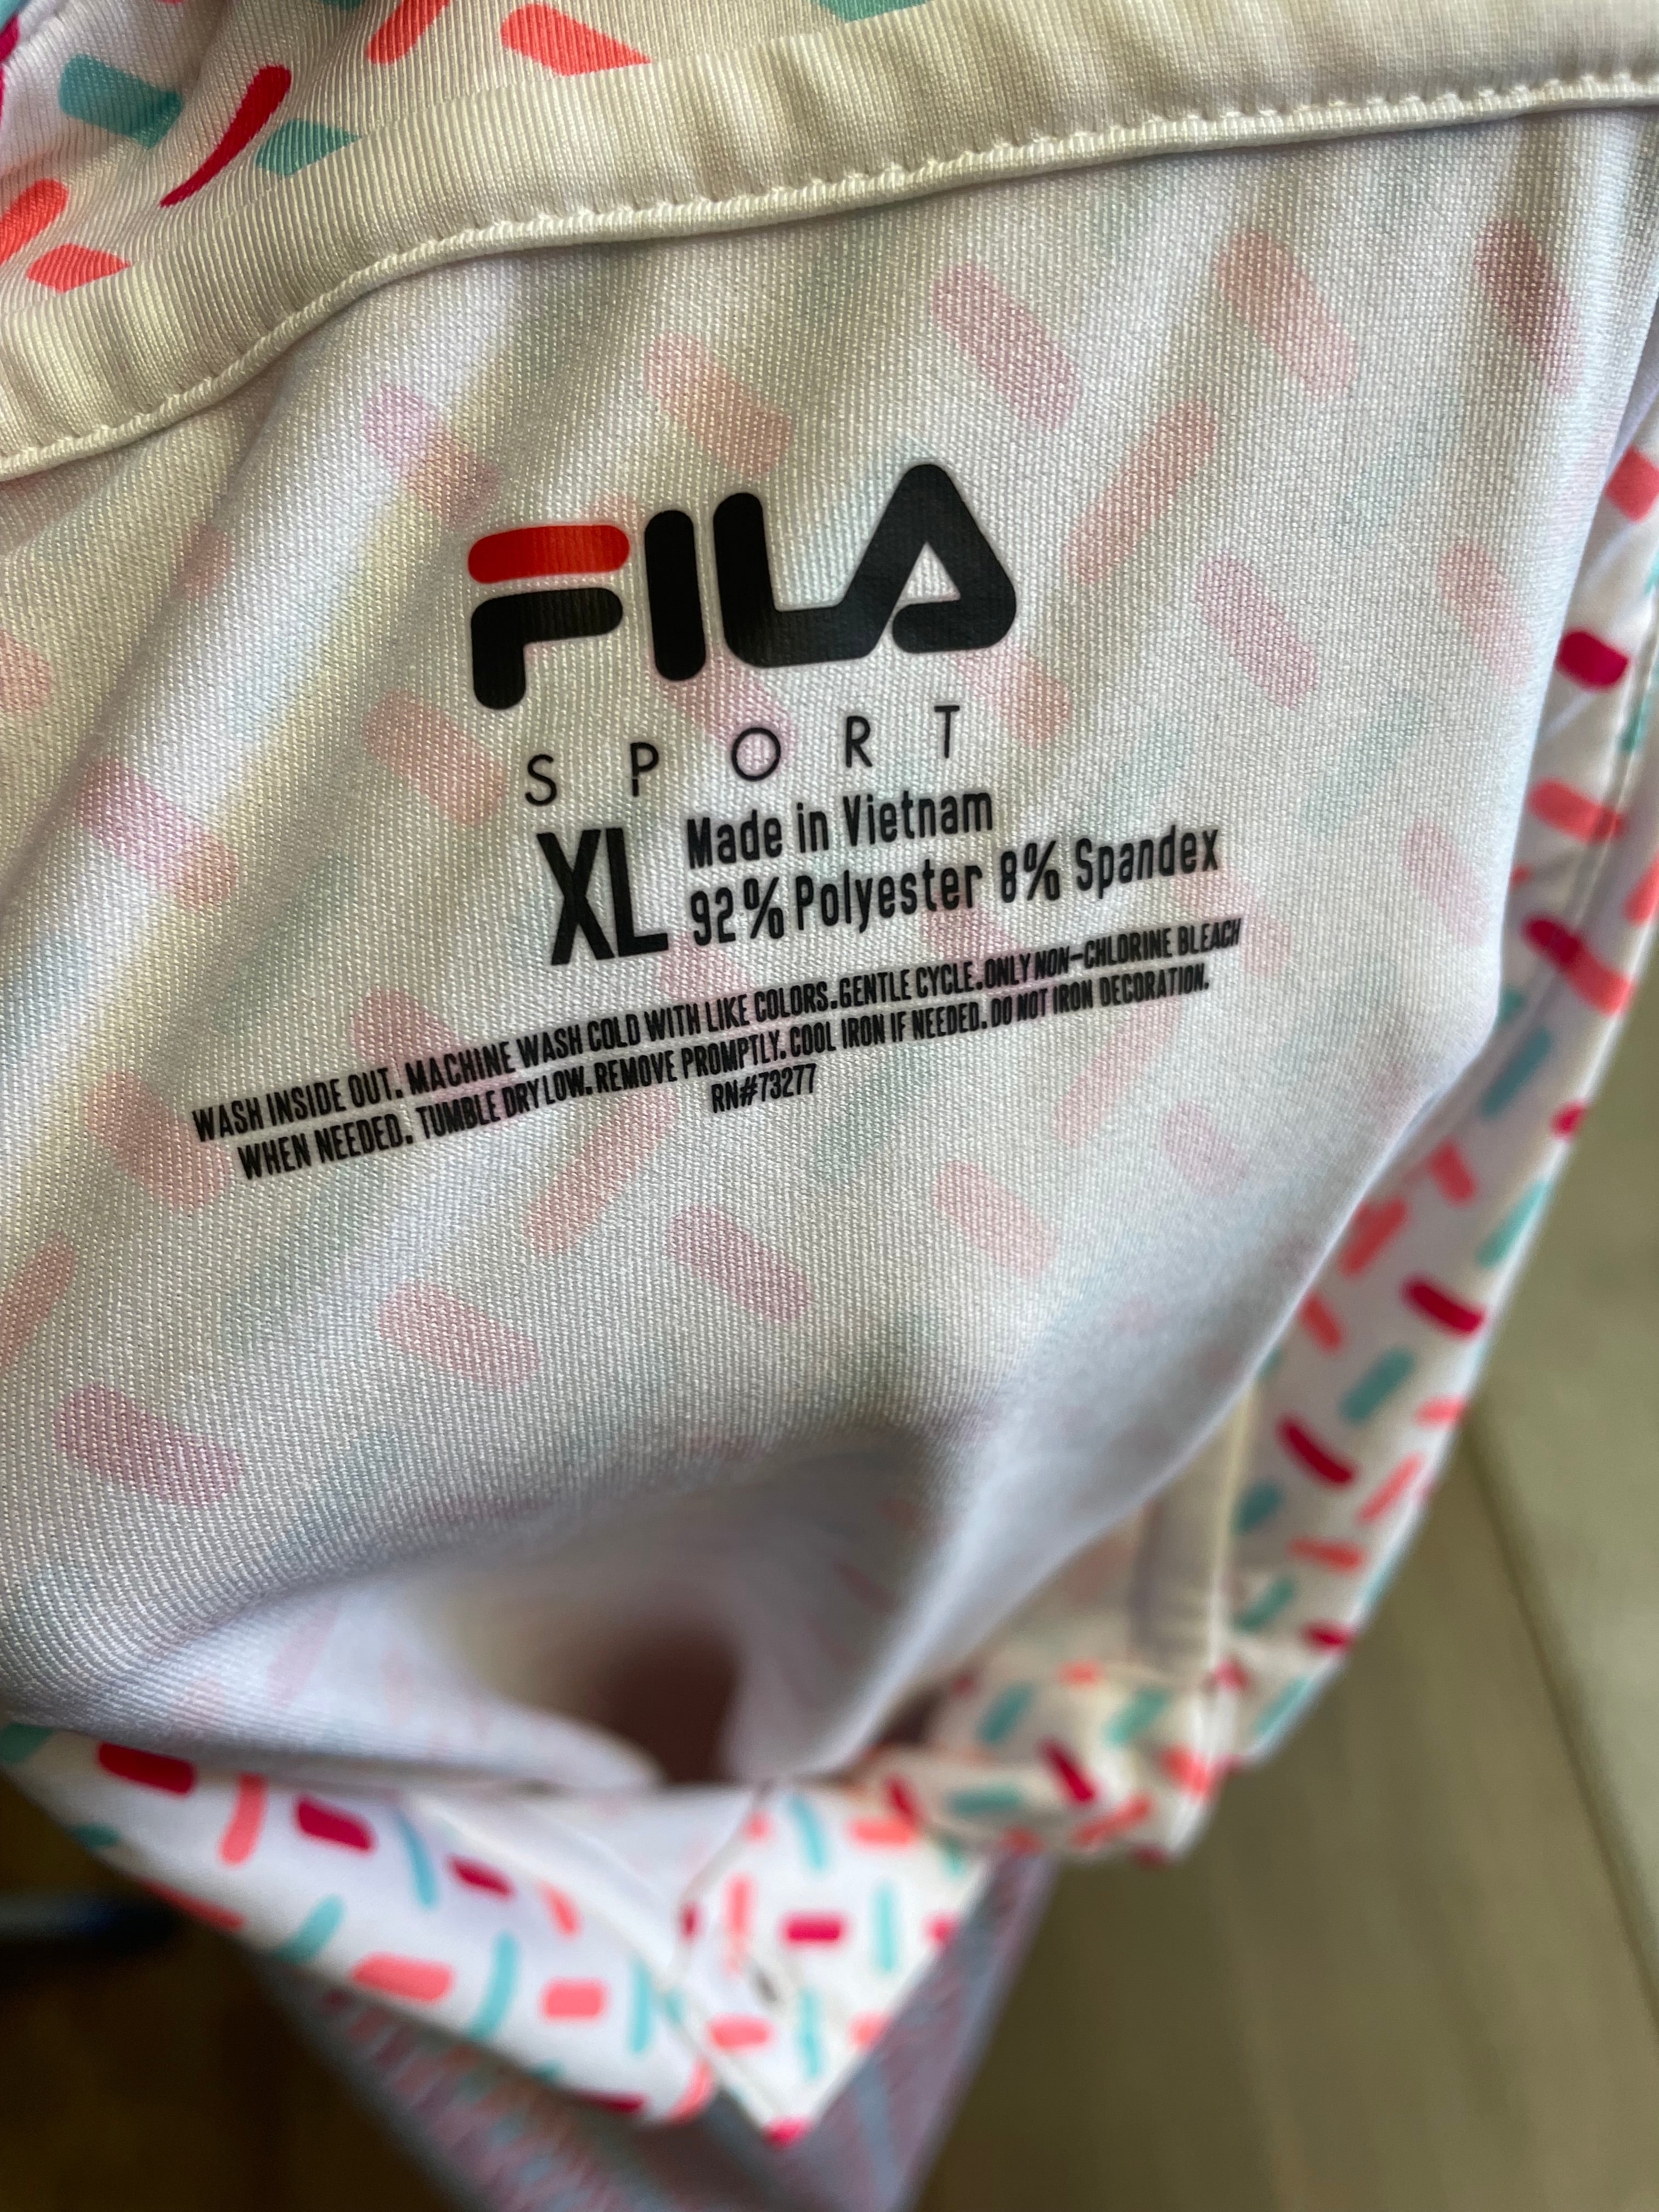 FILA
SPORT
XL
Made in Vietnam
92% Polyester 8% Spandex
WASH INSIDE OUT. MACHINE WASH COLD WITH LIKE COLORS. GENTLE CYCLE. ONLY NON-CHLORINE BLEACH
WHEN NEEDED. TUMBLE DRY LOW. REMOVE PROMPTLY. COOL IRON IF NEEDED. DO NOT IRON DECORATION.
RN#73277